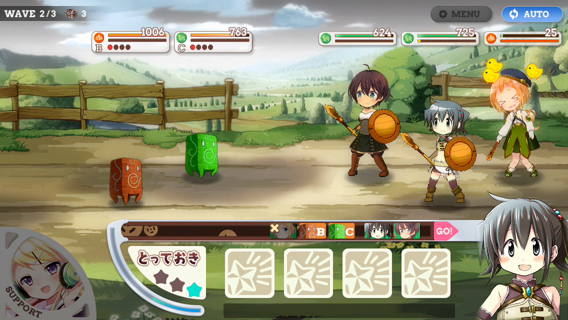 WAVE 2/3 3
MENU
AUTO
1006
B
763
C
624
725
25
B C
GO!
とっておき
SUPPORT